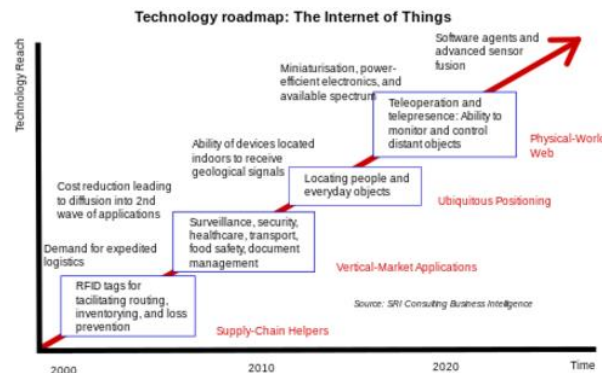 Technology roadmap: The Internet of Things
Technology Reach
Software agents and
advanced sensor
fusion
Miniaturisation, power-
efficient electronics, and
available spectrum
Teleoperation and
telepresence: Ability to
monitor and control
distant objects
Physical-World
Web
Ability of devices located
indoors to receive
geological signals
Locating people and
everyday objects
Ubiquitous Positioning
Cost reduction leading
to diffusion into 2nd
wave of applications
Surveillance, security,
healthcare, transport,
food safety, document
management
Vertical-Market Applications
Demand for expedited
logistics
RFID tags for
tacilitating routing,
inventorying, and loss
prevention
Supply-Chain Helpers
Source: SRI Consulting Business Intelligence
2000
2010
2020
Time